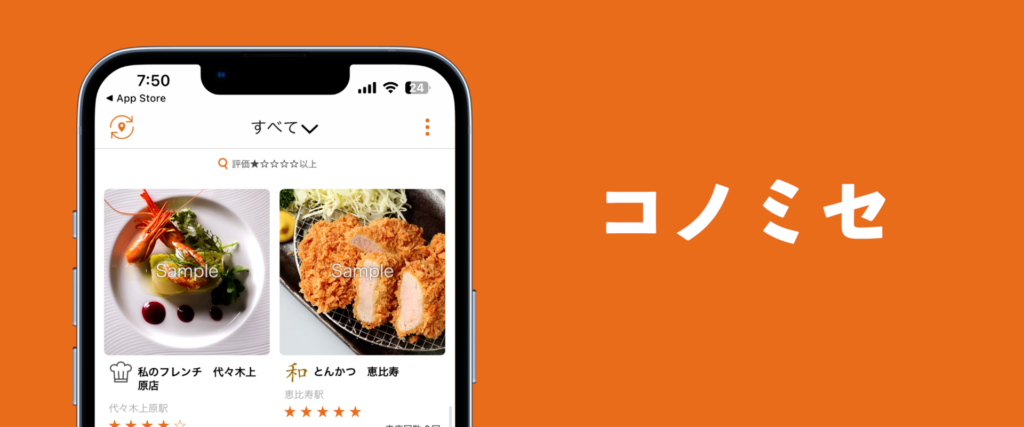 7:50
24
◀ App Store
すべて
評価★☆☆☆☆以上
Sample
Sample
私のフレンチ 代々木上
原店
代々木上原駅
★★★★☆
和
とんかつ 恵比寿
恵比寿駅
★★★★★
コノミセ